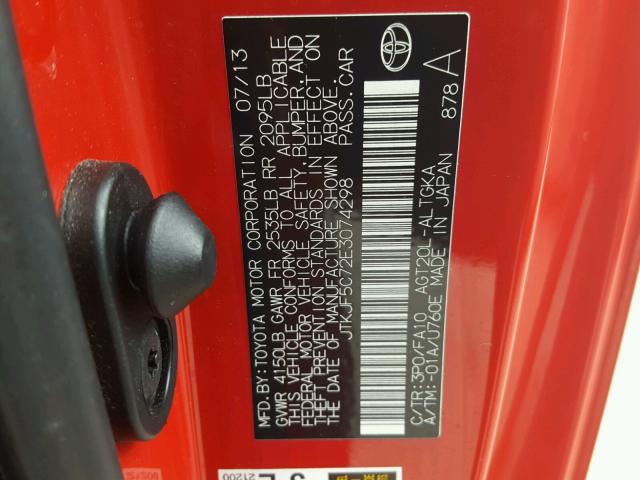 MFD.BY:TOYOTA MOTOR CORPORATION 07/13
GVWR 4150LB GAWR FR 2535LB RR 2095LB
THIS VEHICLE CONFORMS TO ALL APPLICABLE
FEDERAL MOTOR VEHICLE SAFETY, BUMPER, AND
THEFT PREVENTION STANDARDS IN EFFECT ON
THE DATE OF MANUFACTURE SHOWN ABOVE.
JTKJF5C72E3074298 PASS.CAR
C/TR:3P0/FA10 AGT20L-ALTGKA
A/TM:-01A/U760E MADE IN JAPAN 878 A
21200